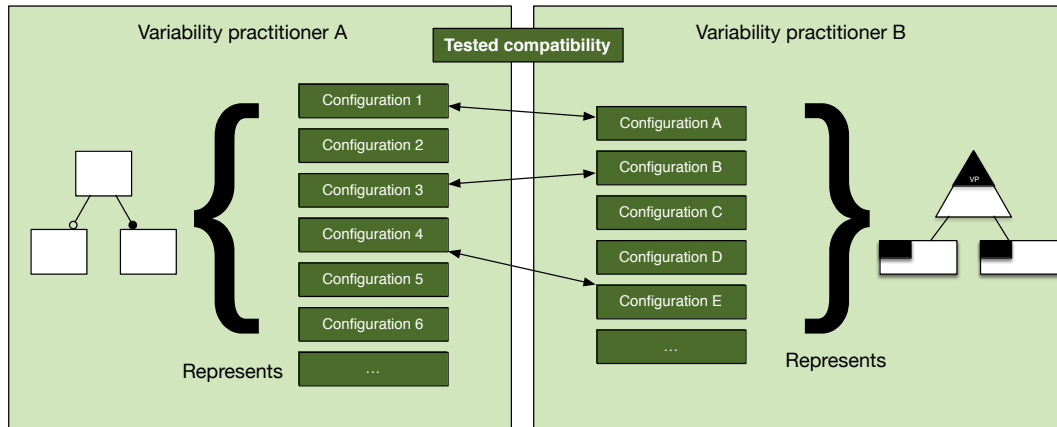 Variability practitioner A
Tested compatibility
Variability practitioner B
Configuration 1
Configuration 2
Configuration 3
Configuration 4
Configuration 5
Configuration 6
…
Represents
Configuration A
Configuration B
Configuration C
Configuration D
Configuration E
…
Represents
VP